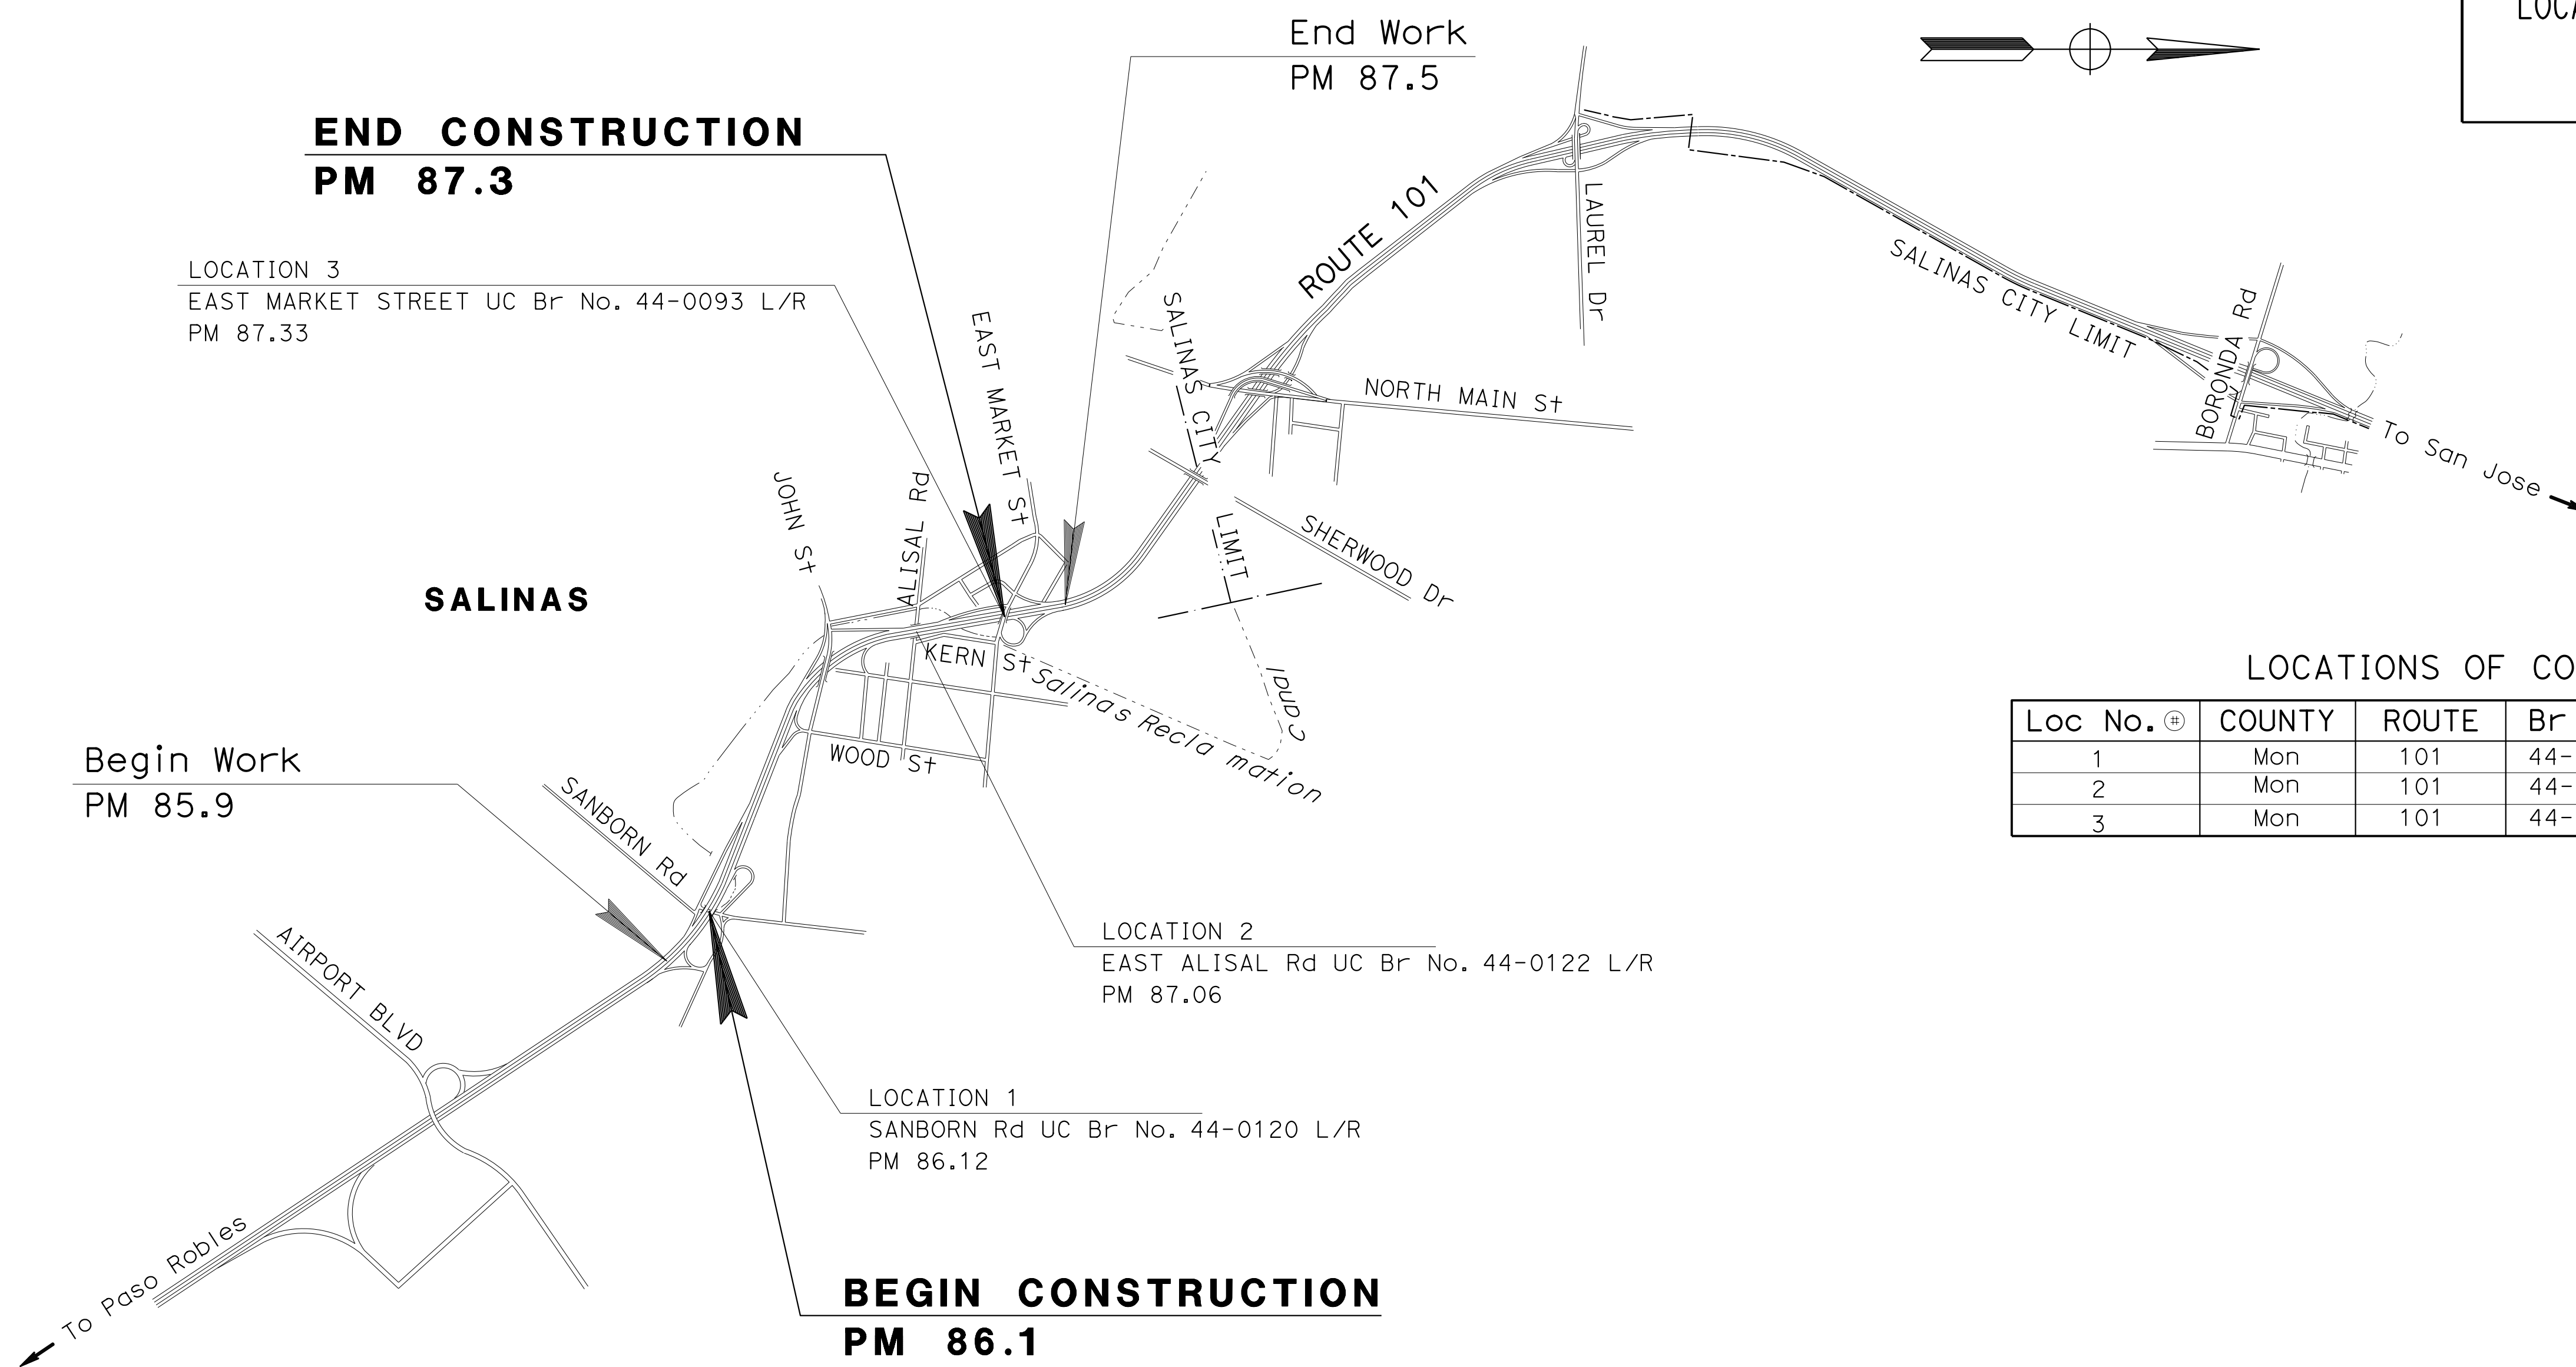 LOCA
End Work
PM 87.5
END CONSTRUCTION
PM 87.3
LOCATION 3
EAST MARKET STREET UC Br No. 44-0093 L/R
PM 87.33
ROUTE 101
LAUREL Dr
SALINAS CITY LIMIT
BORONDA Rd
To San Jose
NORTH MAIN St
SALINAS CITY
LIMIT
SHERWOOD Dr
EAST MARKET St
ALISAL Rd
JOHN St
SALINAS
KERN St
Salinas Recla mation
Canal
WOOD St
Begin Work
PM 85.9
SANBORN Rd
AIRPORT BLVD
To Paso Robles
LOCATION 2
EAST ALISAL Rd UC Br No. 44-0122 L/R
PM 87.06
LOCATION 1
SANBORN Rd UC Br No. 44-0120 L/R
PM 86.12
BEGIN CONSTRUCTION
PM 86.1
LOCATIONS OF CO
Loc No. # COUNTY ROUTE Br
1 Mon 101 44-
2 Mon 101 44-
3 Mon 101 44-